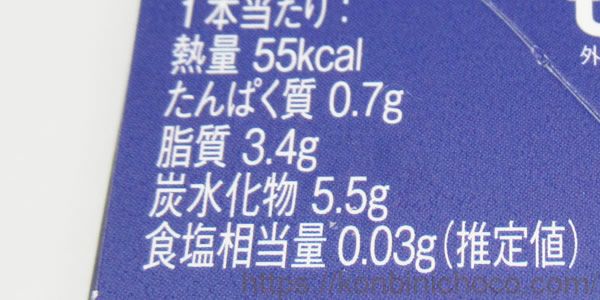 1本当たり：
熱量 55kcal
たんぱく質 0.7g
脂質 3.4g
炭水化物 5.5g
食塩相当量 0.03g（推定値）
外
https://konbinichoco.com/